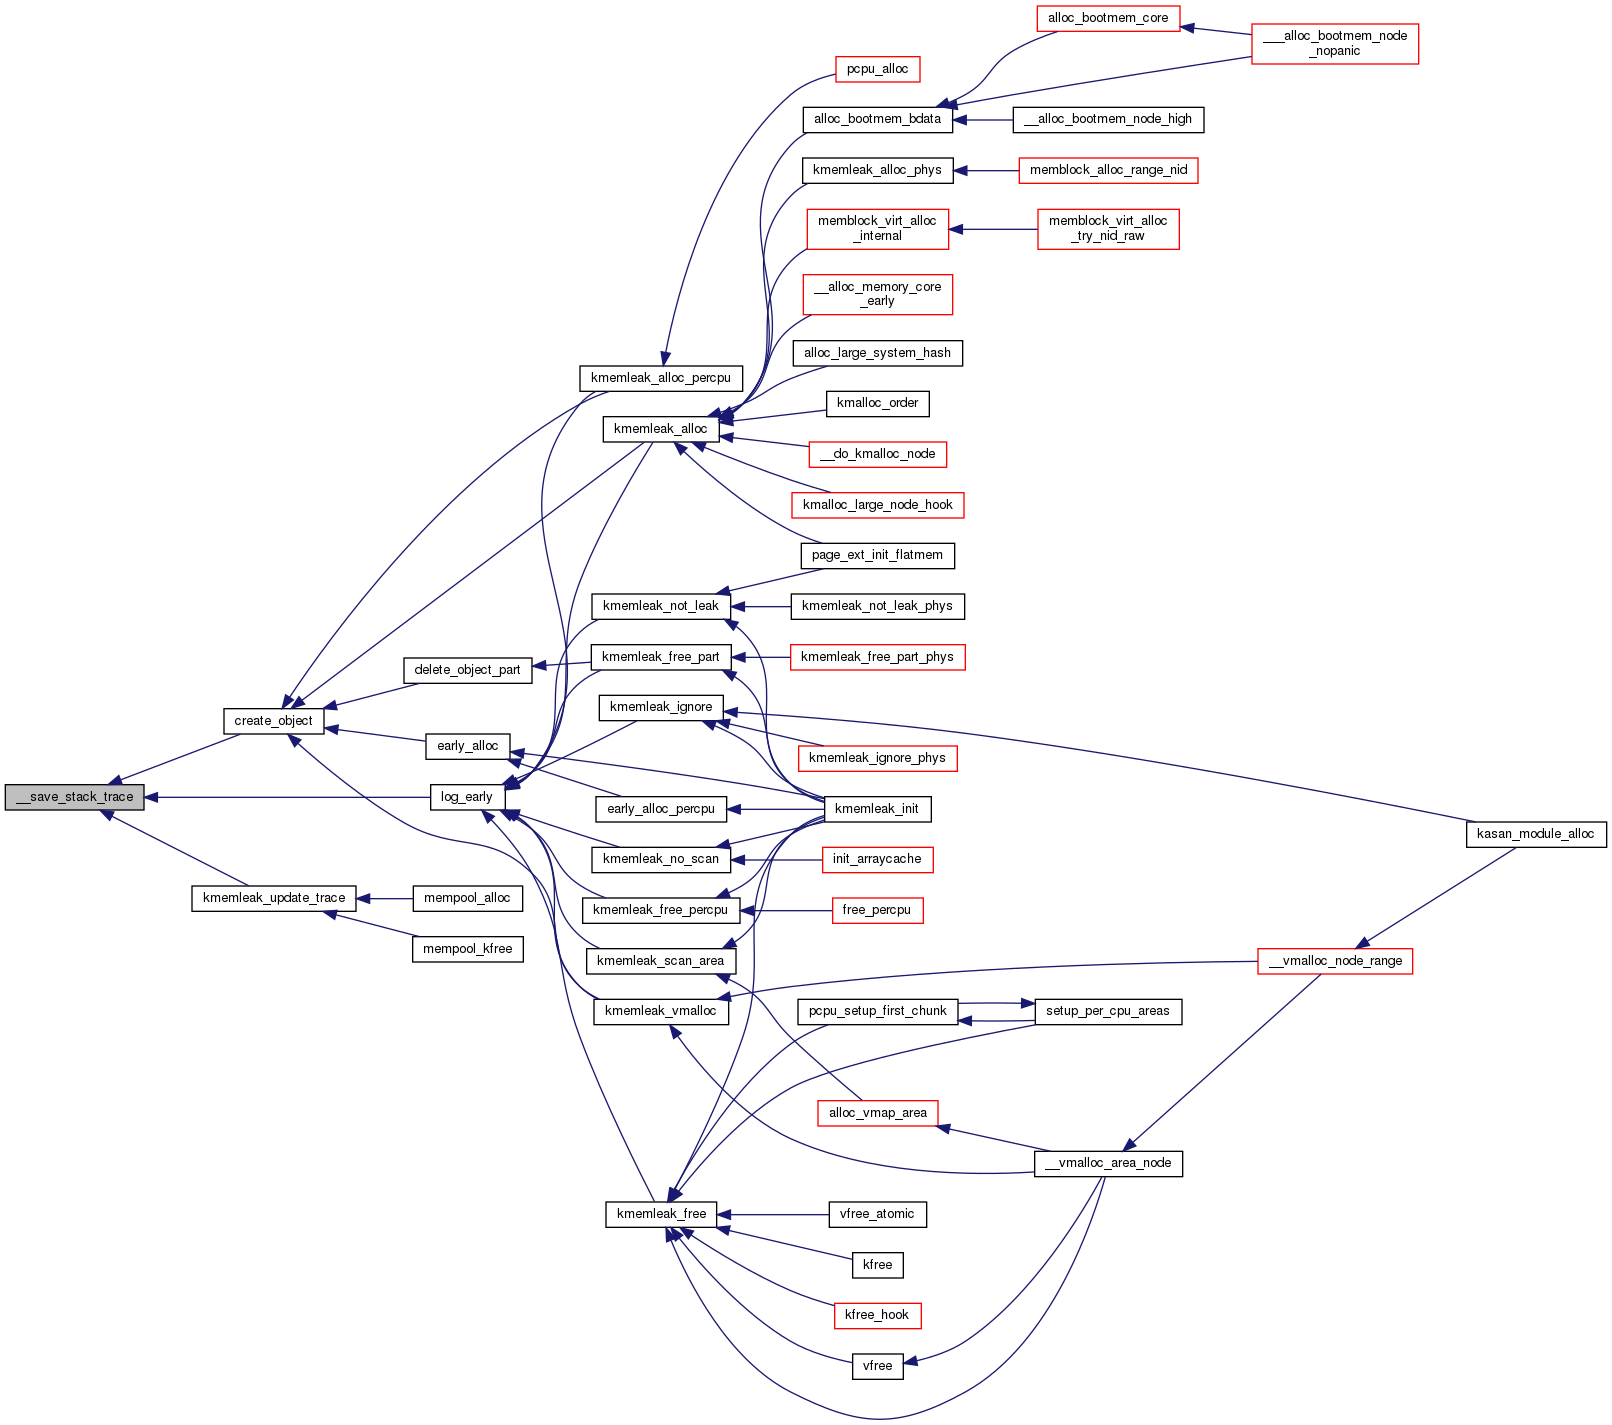 alloc_bootmem_core
___alloc_bootmem_node
_nopanic
pcpu_alloc
alloc_bootmem_bdata
__alloc_bootmem_node_high
kmemleak_alloc_phys
memblock_alloc_range_nid
memblock_virt_alloc
_internal
memblock_virt_alloc
_try_nid_raw
__alloc_memory_core
_early
alloc_large_system_hash
kmemleak_alloc_percpu
kmalloc_order
kmemleak_alloc
__do_kmalloc_node
kmalloc_large_node_hook
page_ext_init_flatmem
kmemleak_not_leak
kmemleak_not_leak_phys
kmemleak_free_part
kmemleak_free_part_phys
delete_object_part
kmemleak_ignore
create_object
early_alloc
kmemleak_ignore_phys
__save_stack_trace
log_early
early_alloc_percpu
kmemleak_init
kasan_module_alloc
kmemleak_no_scan
init_arraycache
kmemleak_update_trace
mempool_alloc
kmemleak_free_percpu
free_percpu
mempool_kfree
kmemleak_scan_area
__vmalloc_node_range
kmemleak_vmalloc
pcpu_setup_first_chunk
setup_per_cpu_areas
alloc_vmap_area
__vmalloc_area_node
kmemleak_free
vfree_atomic
kfree
kfree_hook
vfree